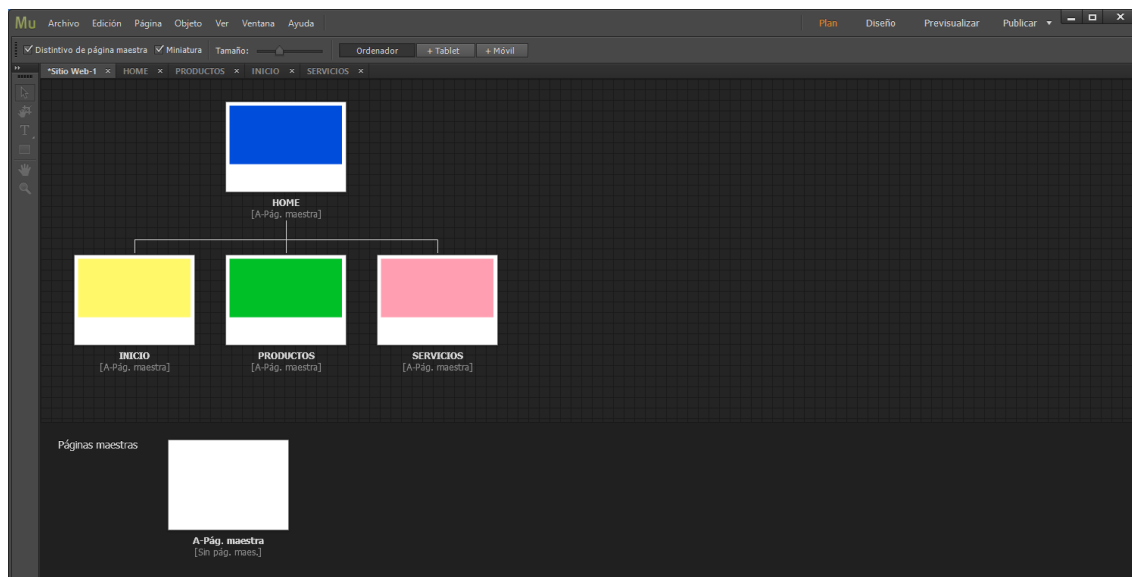 Mu Archivo Edición Página Objeto Ver Ventana Ayuda Plan Diseño Previsualizar Publicar
Distintivo de página maestra Miniatura Tamaño: Ordenador + Tablet + Móvil
*Sitio Web-1 × HOME × PRODUCTOS × INICIO × SERVICIOS ×
HOME
[A-Pág. maestra]
INICIO PRODUCTOS SERVICIOS
[A-Pág. maestra] [A-Pág. maestra] [A-Pág. maestra]
Páginas maestras
A-Pág. maestra
[Sin pág. maes.]